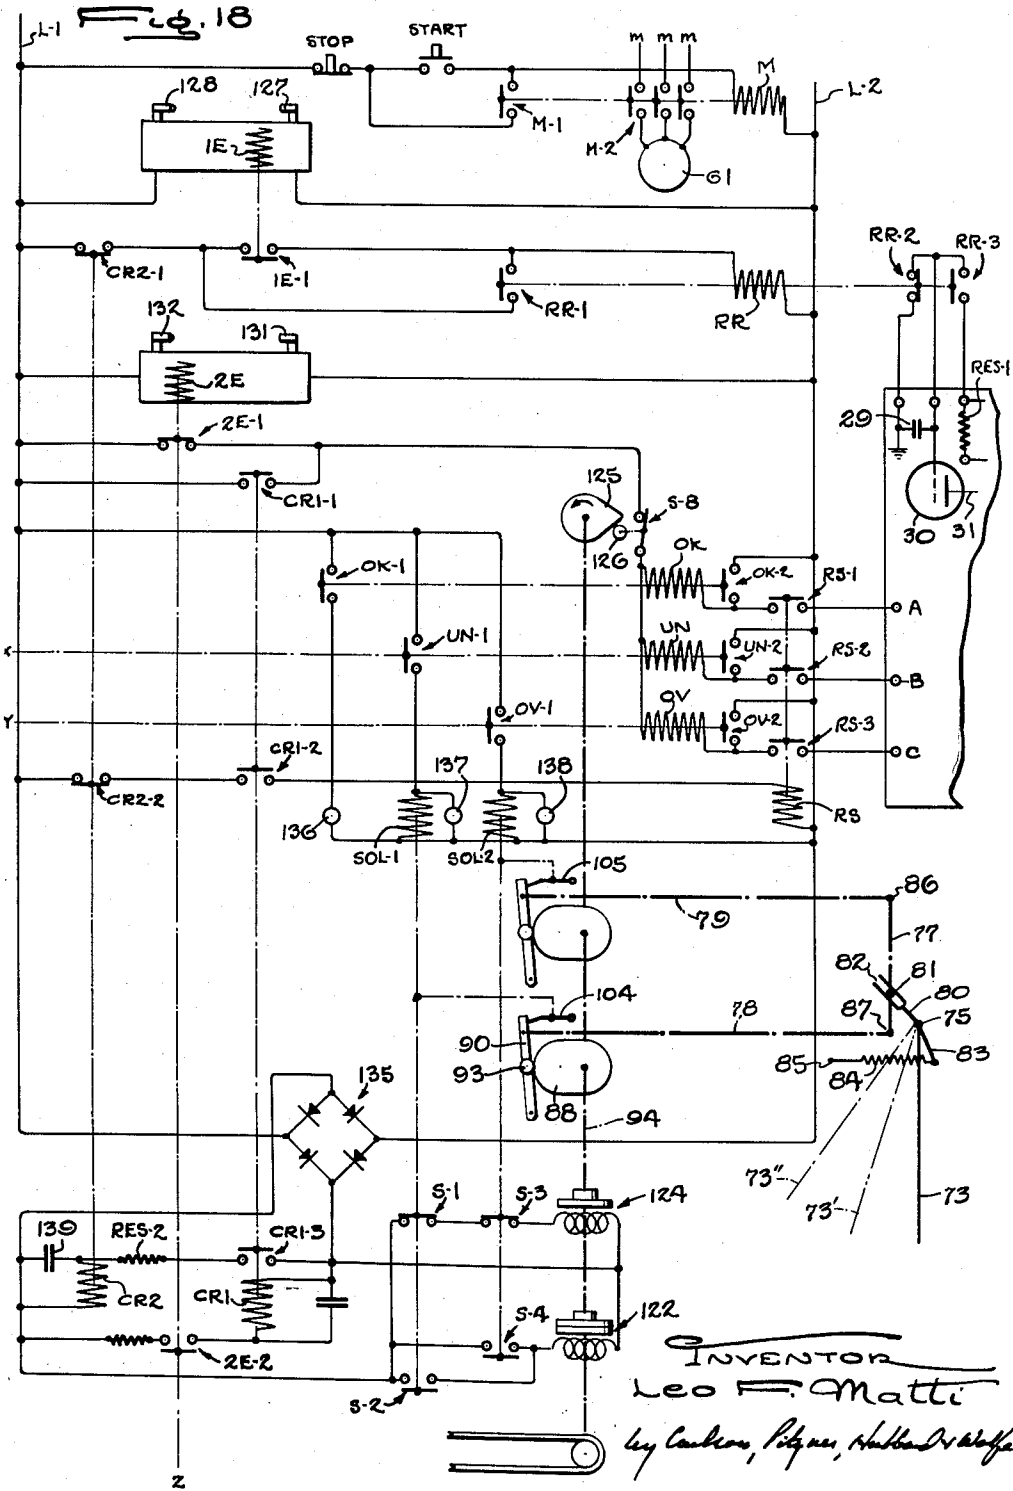 Fig. 18
L-1
STOP
START
m m m
M
L-2
128
127
M-1
1E
M-2
61
RR-2
RR-3
CR2-1
1E-1
RR-1
RR
132
131
2E
RES-1
2E-1
29
125
S-8
CR1-1
126
30
31
OK
OK-1
OK-2
RS-1
A
UN
UN-1
UN-2
RS-2
X
B
OV
OV-1
OV-2
RS-3
Y
C
CR1-2
CR2-2
137
138
136
RS
SOL-1
SOL-2
105
86
79
77
82
81
80
104
78
87
75
90
83
93
85
84
88
135
94
73''
73'
73
S-1
S-3
124
139
RES-2
CR1-3
CR2
CR1
S-4
122
2E-2
S-2
Z
INVENTOR
Leo F. Matti
by Carlson, Pitzner, Hubbard & Wolfe